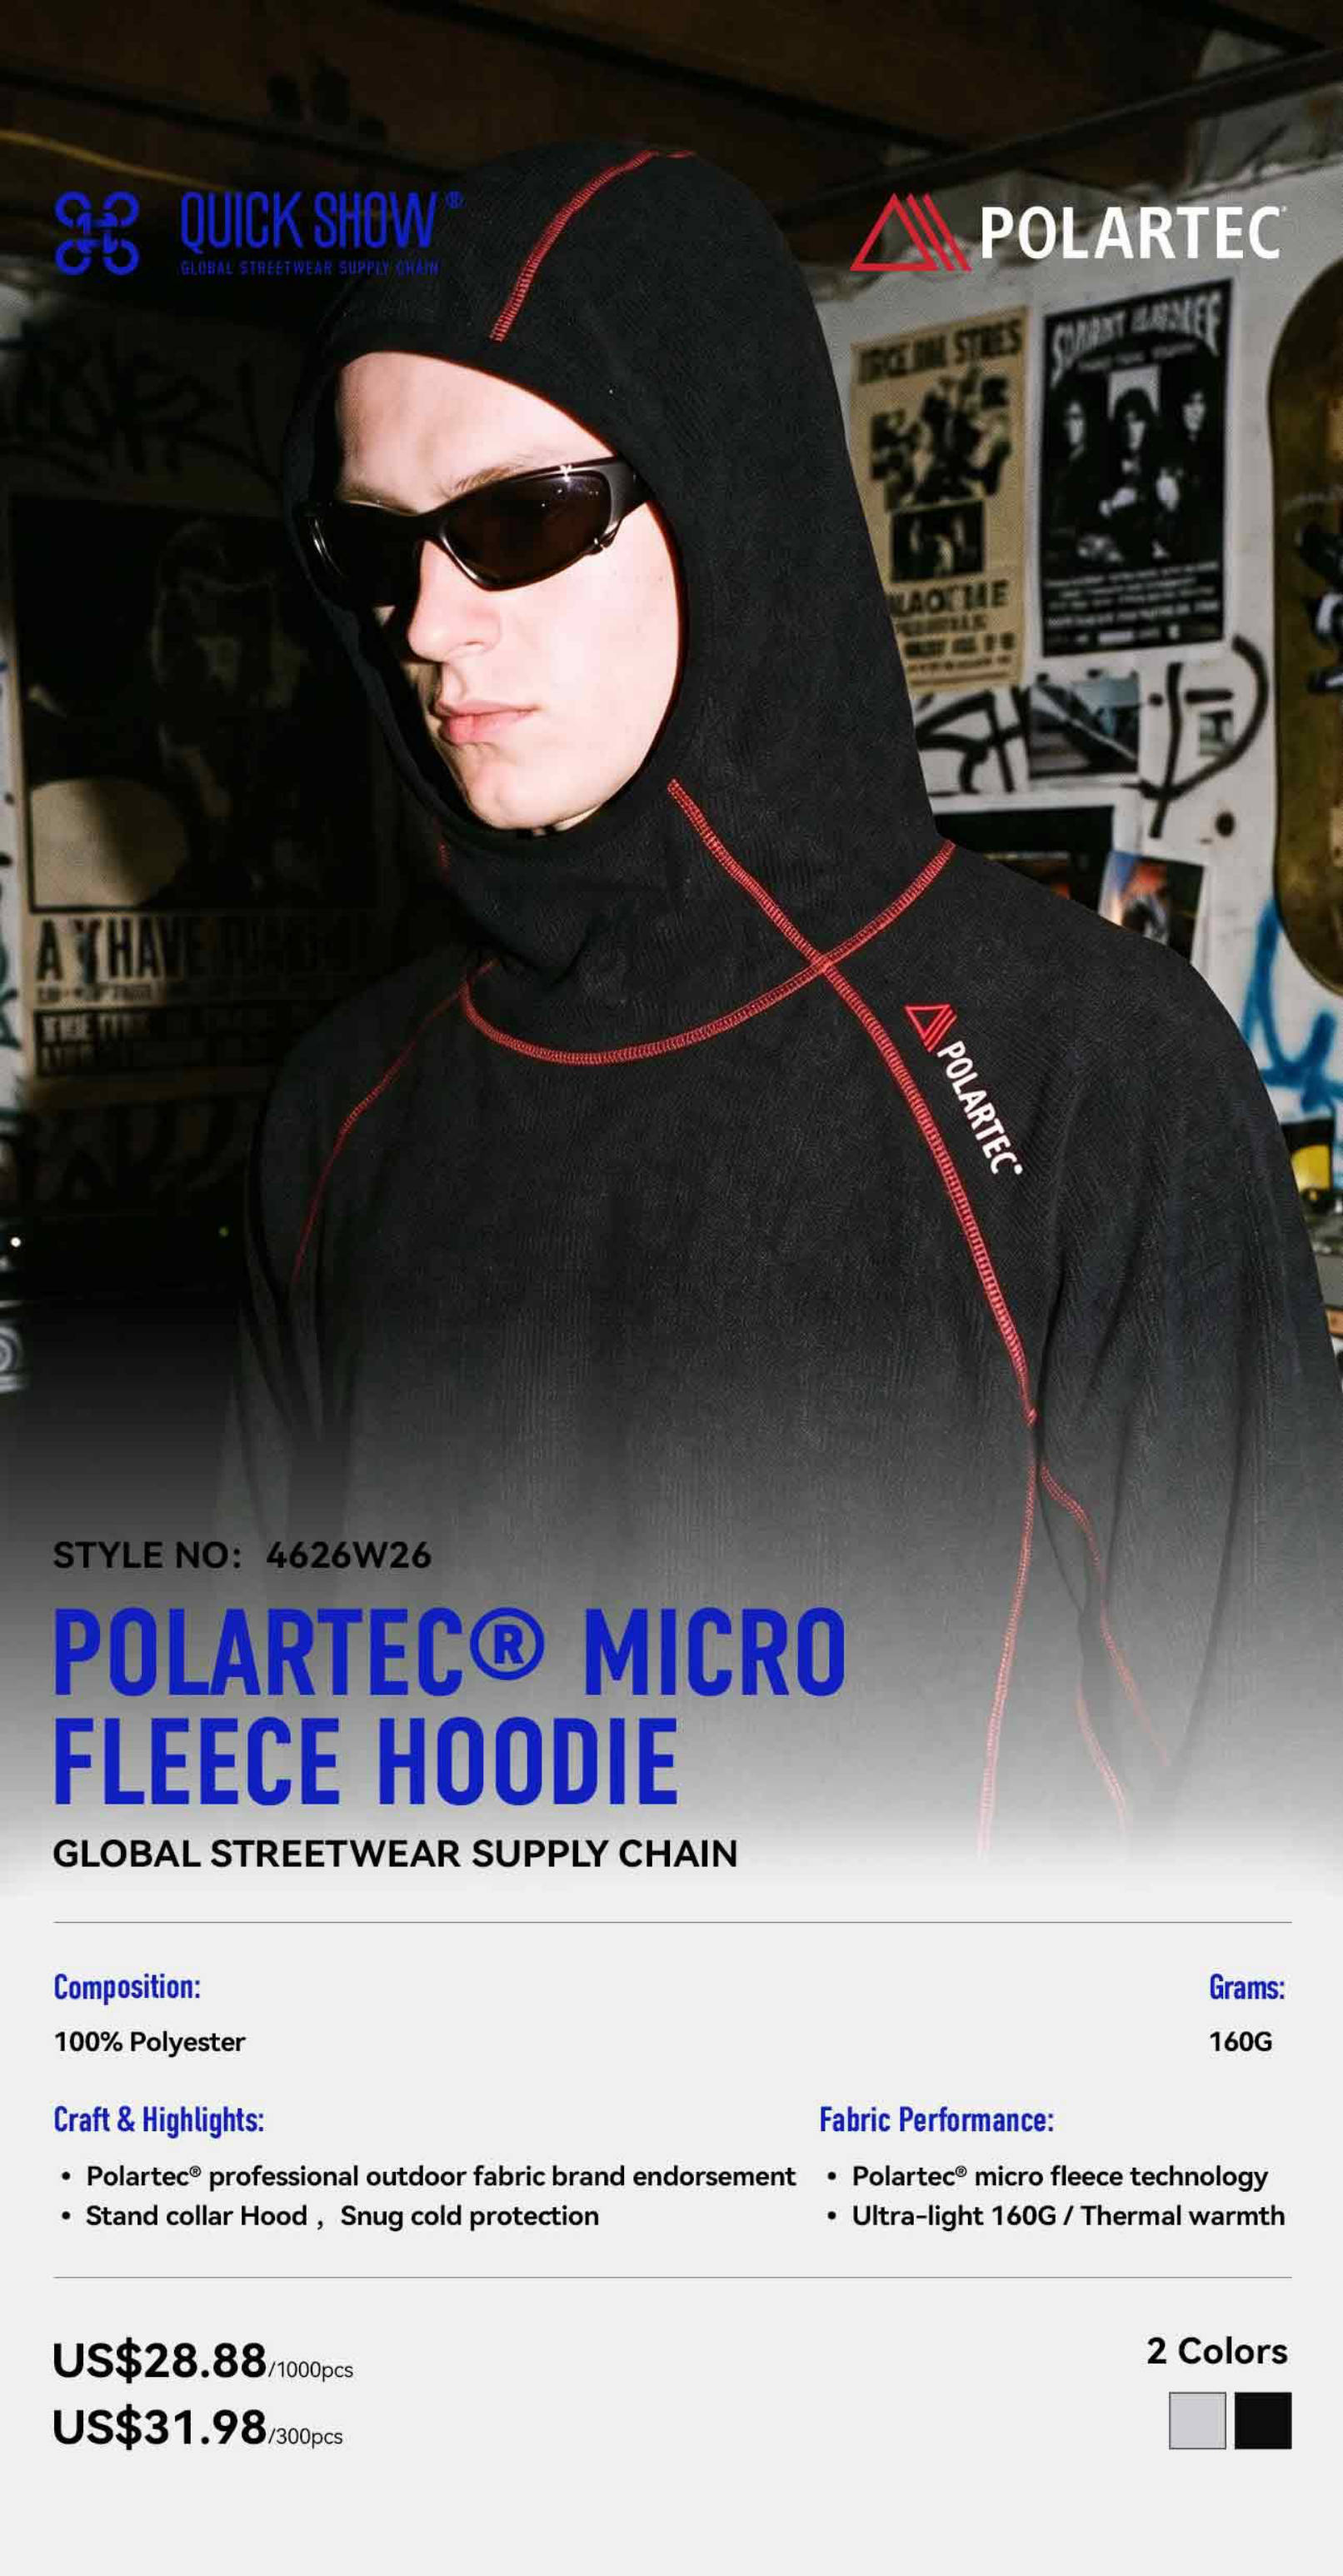 QUICK SHOW®
GLOBAL STREETWEAR SUPPLY CHAIN
POLARTEC
BLACK
A HAVE
POLARTEC
STYLE NO: 4626W26
POLARTEC® MICRO
FLEECE HOODIE
GLOBAL STREETWEAR SUPPLY CHAIN
Composition:
Grams:
100% Polyester
160G
Craft & Highlights:
Fabric Performance:
• Polartec® professional outdoor fabric brand endorsement
• Polartec® micro fleece technology
• Stand collar Hood , Snug cold protection
• Ultra-light 160G / Thermal warmth
US$28.88/1000pcs
2 Colors
US$31.98/300pcs